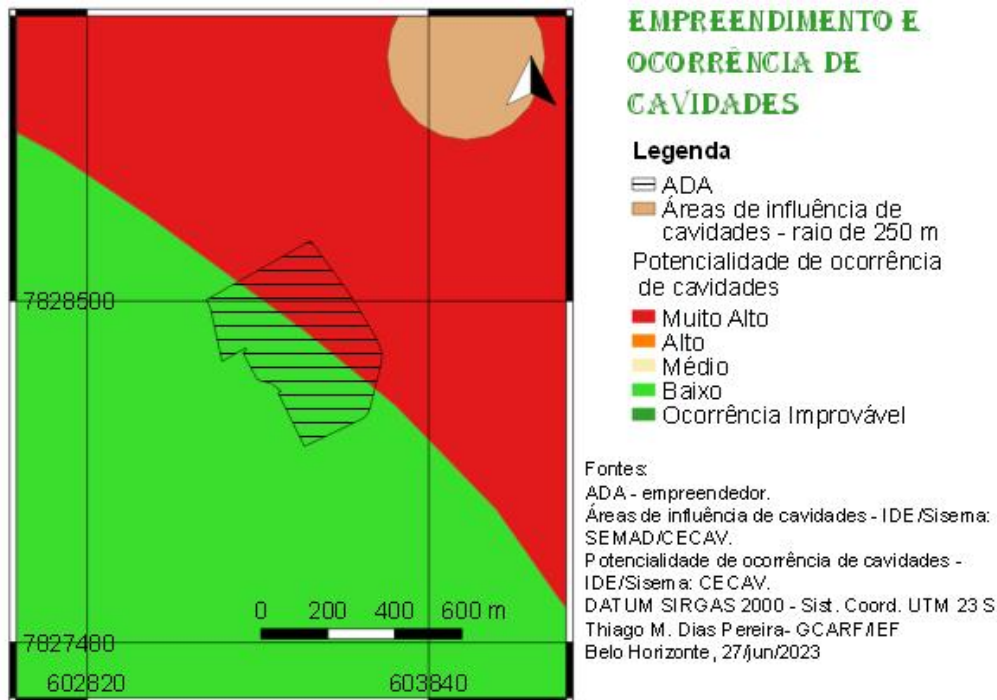 EMPREENDIMENTO E
OCORRÊNCIA DE
CAVIDADES
Legenda
ADA
Áreas de influência de
cavidades - raio de 250 m
Potencialidade de ocorrência
de cavidades
Muito Alto
Alto
Médio
Baixo
Ocorrência Improvável
Fontes:
ADA - empreendedor.
Áreas de influência de cavidades - IDE/Sisema:
SEMAD/CECAV.
Potencialidade de ocorrência de cavidades -
IDE/Sisema: CECAV.
DATUM SIRGAS 2000 - Sist. Coord. UTM 23 S
Thiago M. Dias Pereira- GCARF/IEF
Belo Horizonte, 27/jun/2023
7828500
0 200 400 600 m
7827480
602820 603840